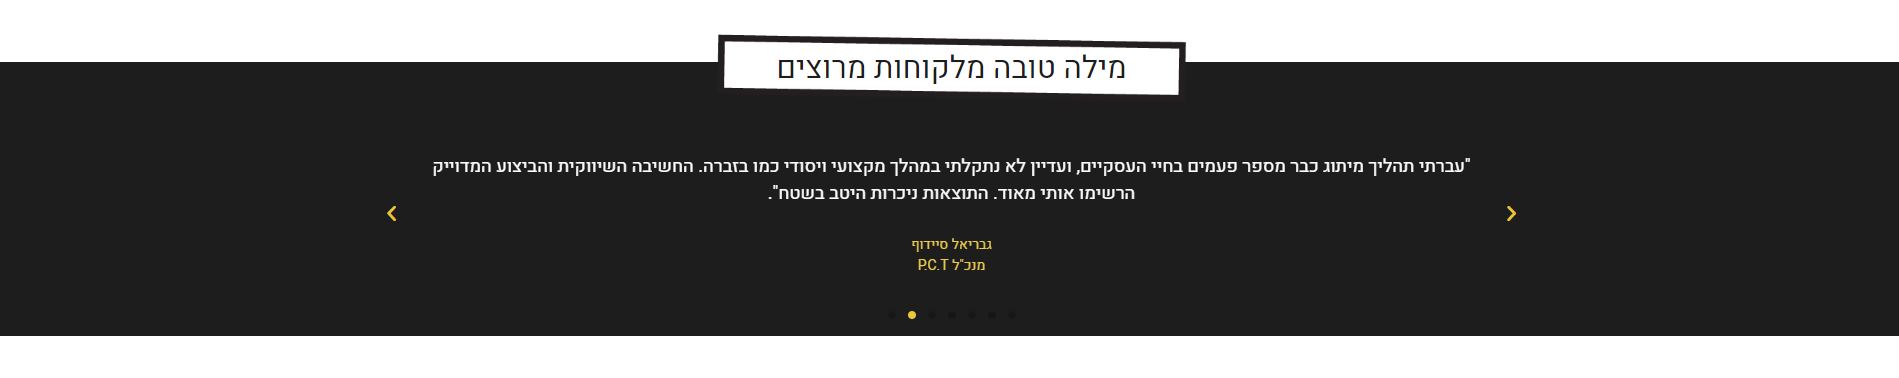 מילה טובה מלקוחות מרוצים
"עברתי תהליך מיתוג כבר מספר פעמים בחיי העסקיים, ועדיין לא נתקלתי במהלך מקצועי ויסודי כמו בזברה. החשיבה השיווקית והביצוע המדוייק
הרשימו אותי מאוד. התוצאות ניכרות היטב בשטח".
גבריאל סיידוף
מנכ"ל P.C.T